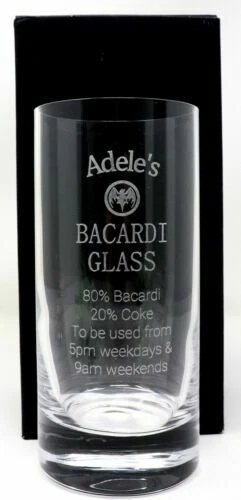 Adele's
BACARDI
GLASS
80% Bacardi
20% Coke
To be used from
5pm weekdays &
9am weekends